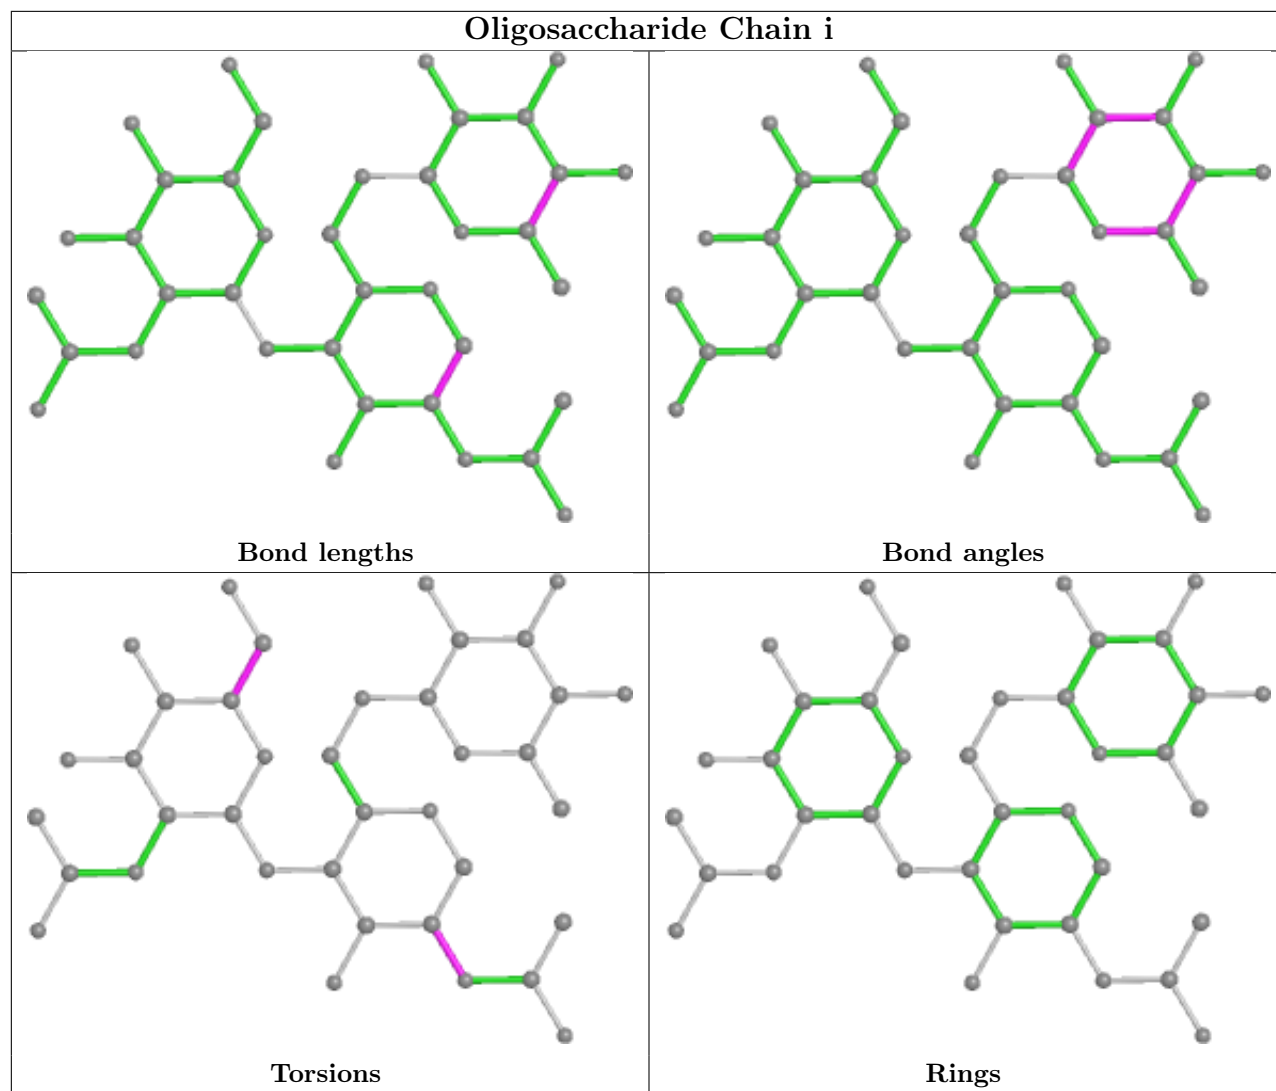 Oligosaccharide Chain i
Bond lengths
Bond angles
Torsions
Rings